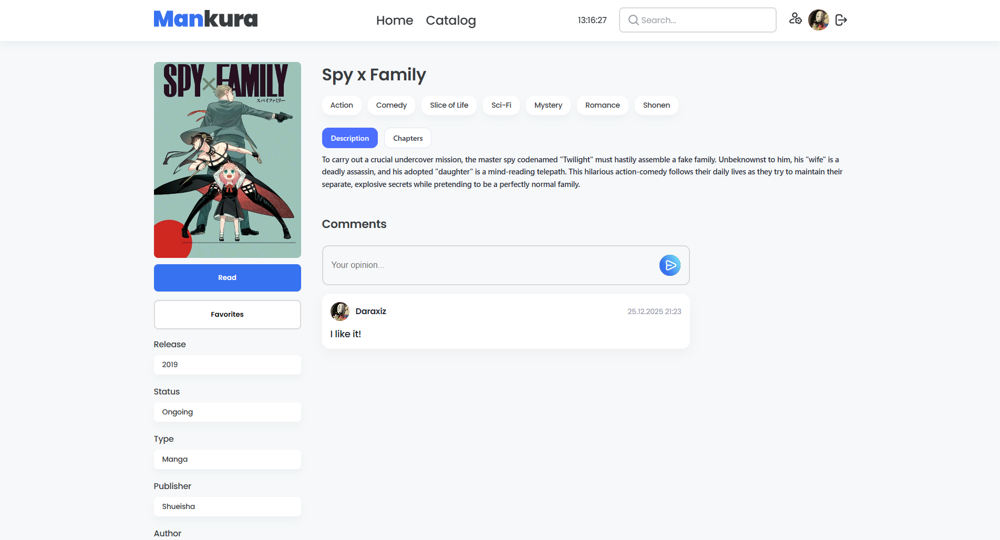 Mankura
Home
Catalog
13:16:27
Search...
SPY×FAMILY
スパイファミリー
Read
Favorites
Release
2019
Status
Ongoing
Type
Manga
Publisher
Shueisha
Author
Spy x Family
Action
Comedy
Slice of Life
Sci-Fi
Mystery
Romance
Shonen
Description
Chapters
To carry out a crucial undercover mission, the master spy codenamed "Twilight" must hastily assemble a fake family. Unbeknownst to him, his "wife" is a
deadly assassin, and his adopted "daughter" is a mind-reading telepath. This hilarious action-comedy follows their daily lives as they try to maintain their
separate, explosive secrets while pretending to be a perfectly normal family.
Comments
Your opinion...
Daraxiz
25.12.2025 21:23
I like it!